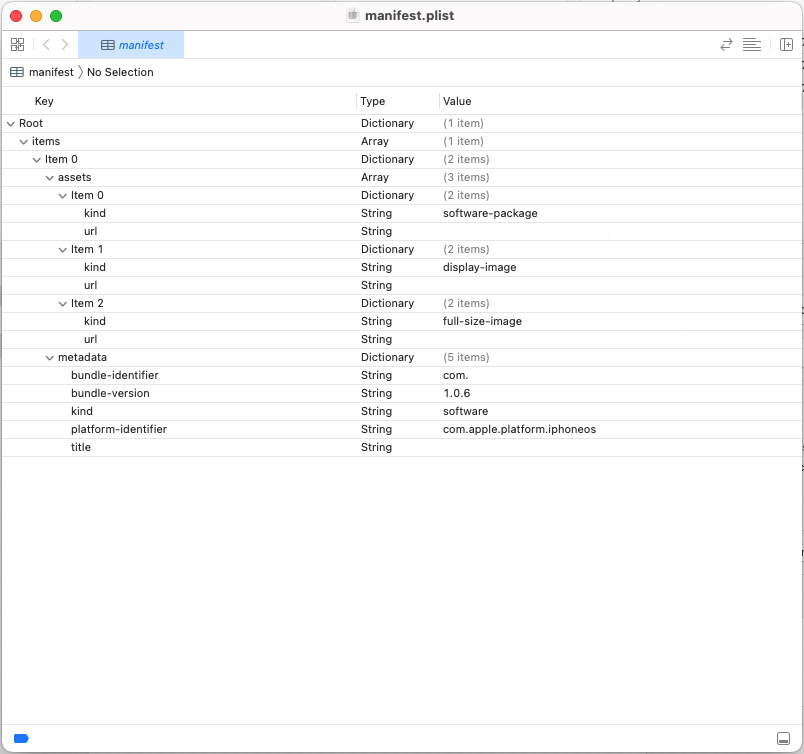 manifest.plist
manifest
manifest No Selection
Key Type Value
Root Dictionary (1 item)
items Array (1 item)
Item 0 Dictionary (2 items)
assets Array (3 items)
Item 0 Dictionary (2 items)
kind String software-package
url String
Item 1 Dictionary (2 items)
kind String display-image
url String
Item 2 Dictionary (2 items)
kind String full-size-image
url String
metadata Dictionary (5 items)
bundle-identifier String com.
bundle-version String 1.0.6
kind String software
platform-identifier String com.apple.platform.iphoneos
title String